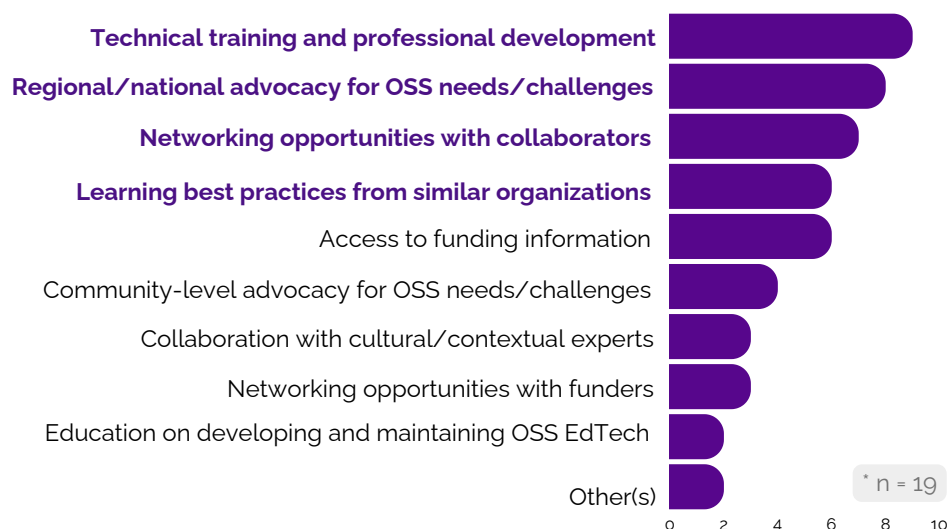 Technical training and professional development
Regional/national advocacy for OSS needs/challenges
Networking opportunities with collaborators
Learning best practices from similar organizations
Access to funding information
Community-level advocacy for OSS needs/challenges
Collaboration with cultural/contextual experts
Networking opportunities with funders
Education on developing and maintaining OSS EdTech
Other(s)
* n = 19
0 2 4 6 8 10